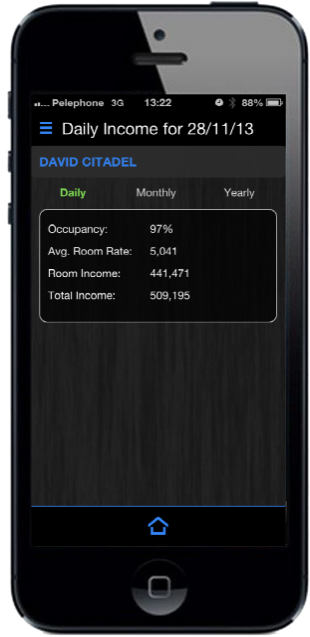 Pelephone 3G 13:22 88%
Daily Income for 28/11/13
DAVID CITADEL
Daily Monthly Yearly
Occupancy: 97%
Avg. Room Rate: 5,041
Room Income: 441,471
Total Income: 509,195